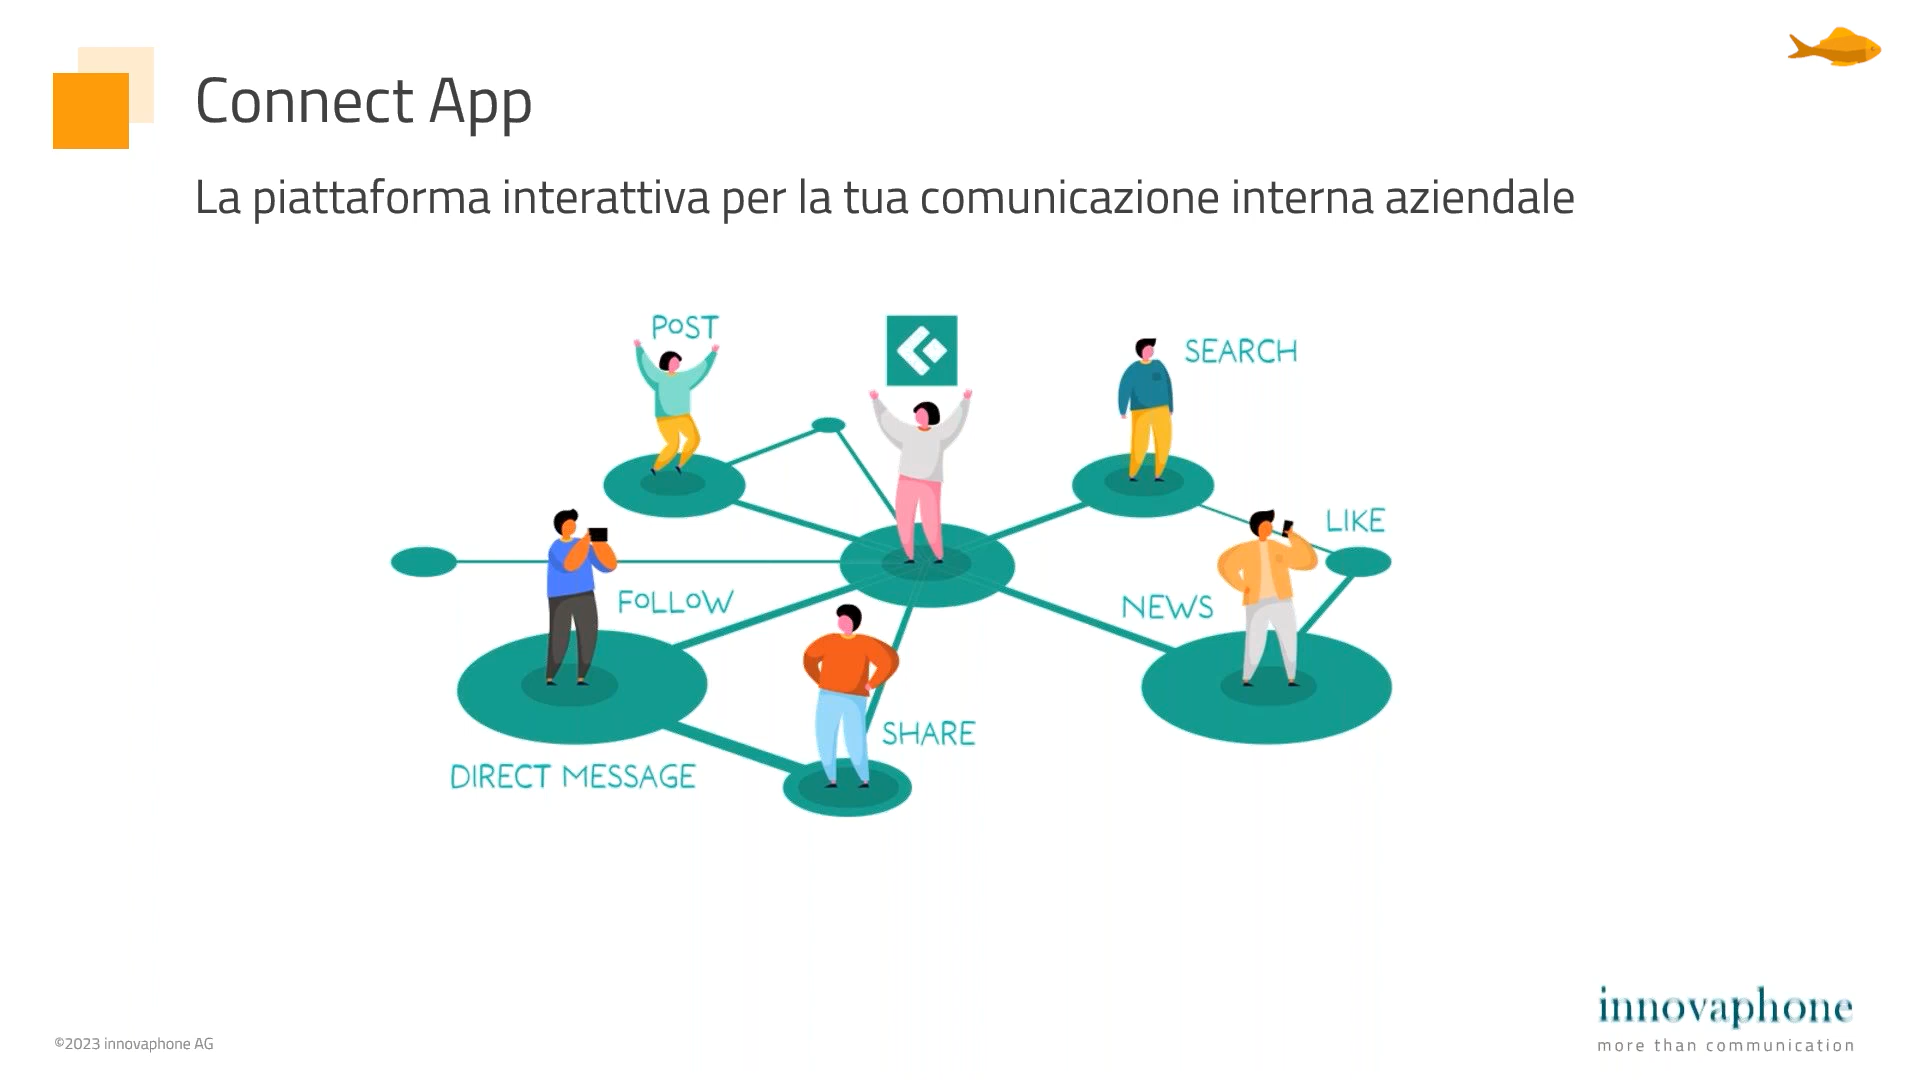 Connect App
La piattaforma interattiva per la tua comunicazione interna aziendale
POST
SEARCH
LIKE
FOLLOW
NEWS
SHARE
DIRECT MESSAGE
innovaphone
more than communication
©2023 innovaphone AG